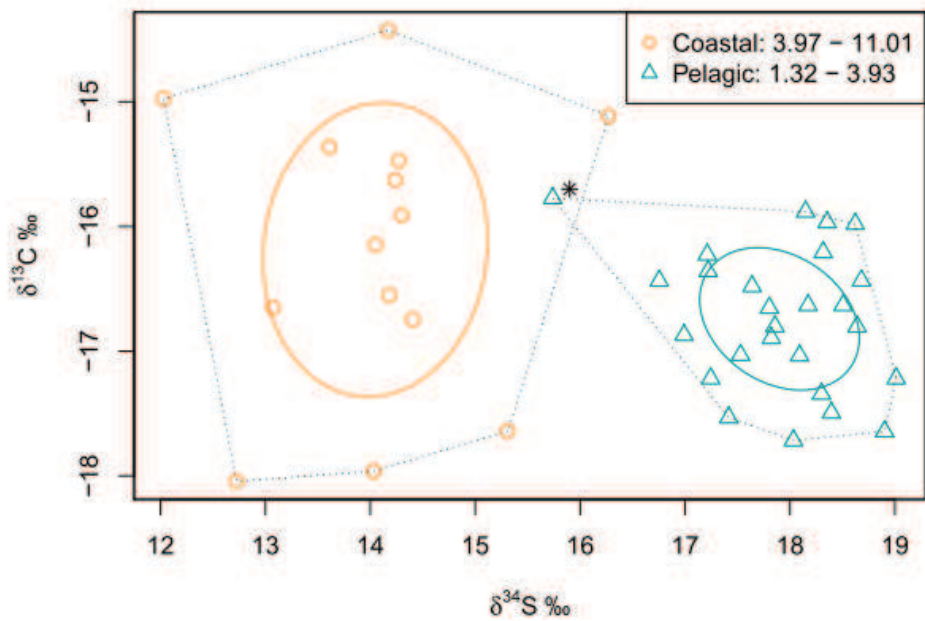 Coastal: 3.97 − 11.01
Pelagic: 1.32 − 3.93
δ¹³C ‰
−15
−16
−17
−18
*
12 13 14 15 16 17 18 19
δ³⁴S ‰